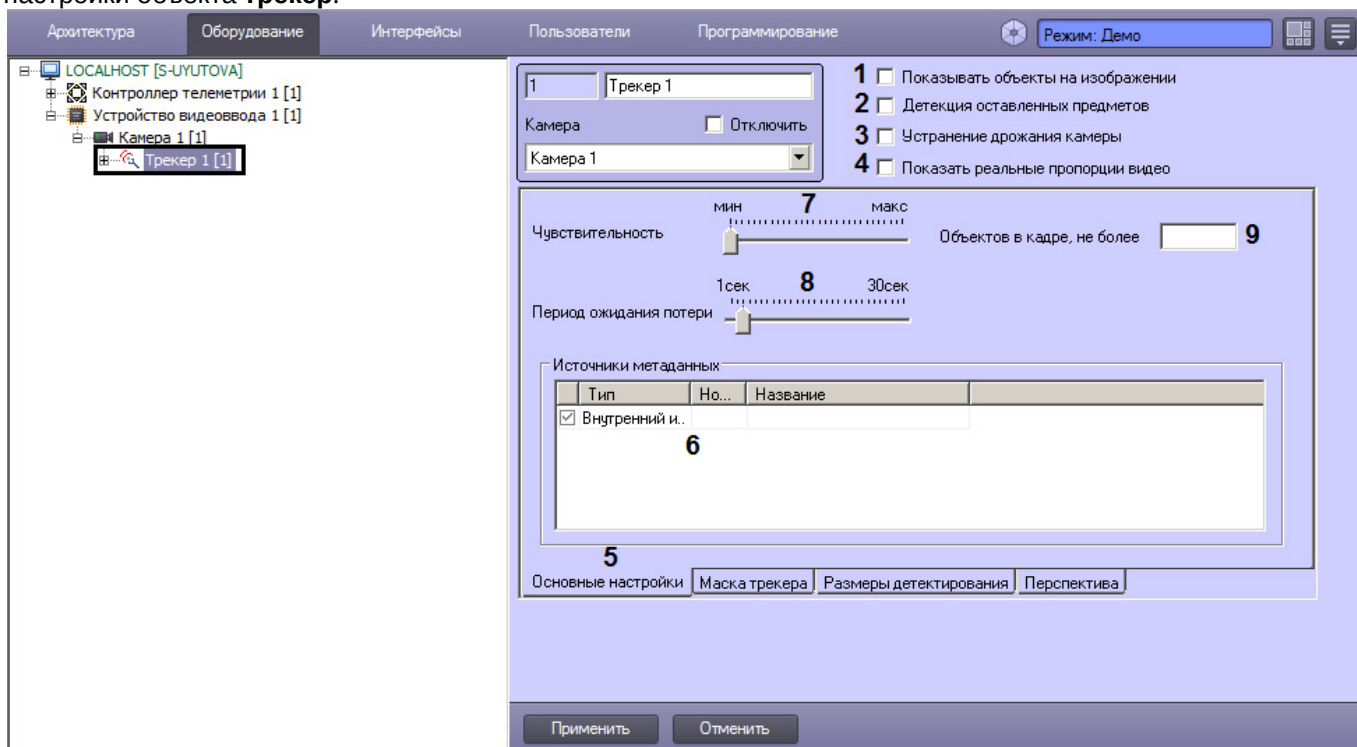 настройки объекта Трекер.
Архитектура Оборудование Интерфейсы Пользователи Программирование Режим: Демо
LOCALHOST [S-UYUTOVA]
Контроллер телеметрии 1 [1]
Устройство видеоввода 1 [1]
Камера 1 [1]
Трекер 1 [1]
1 Трекер 1
Камера Отключить
Камера 1
1 Показывать объекты на изображении
2 Детекция оставленных предметов
3 Устранение дрожания камеры
4 Показать реальные пропорции видео
мин 7 макс
Чувствительность
Объектов в кадре, не более 9
1сек 8 30сек
Период ожидания потери
Источники метаданных
Тип Но... Название
Внутренний и..
6
5
Основные настройки Маска трекера Размеры детектирования Перспектива
Применить Отменить